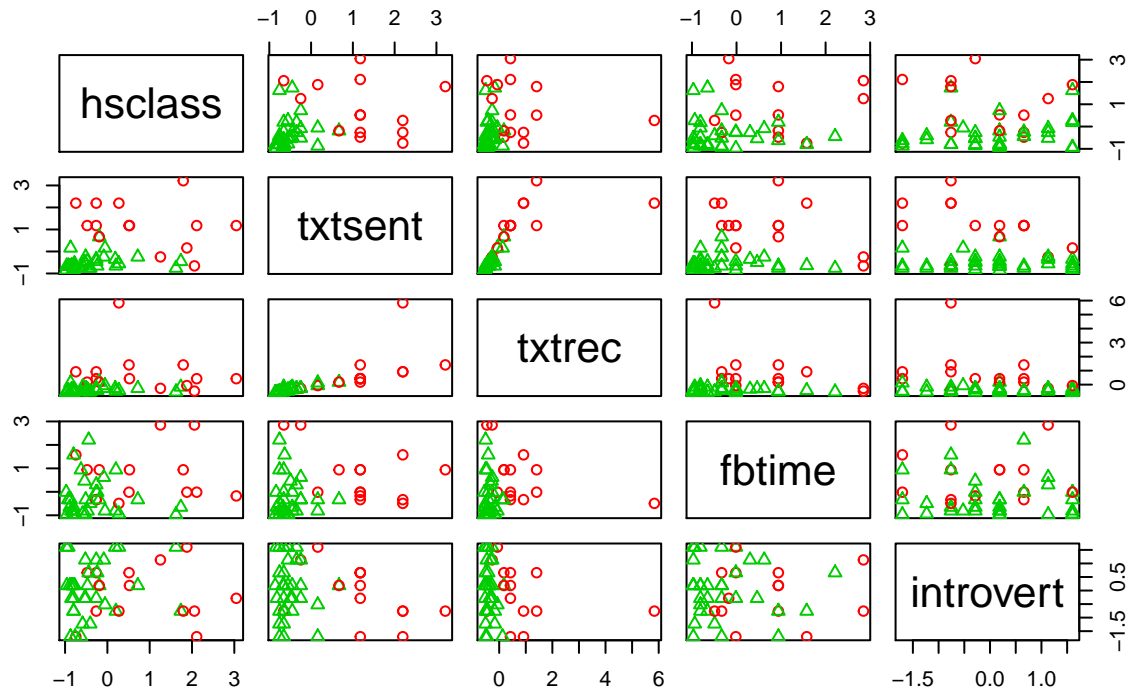 −1 0 1 2 3
−1 0 1 2 3
hsclass
−1 1 3
−1 1 3
txtsent
txtrec
0 3 6
−1 1 3
fbtime
introvert
−1.5 0.5
−1 0 1 2 3
0 2 4 6
−1.5 0.0 1.0